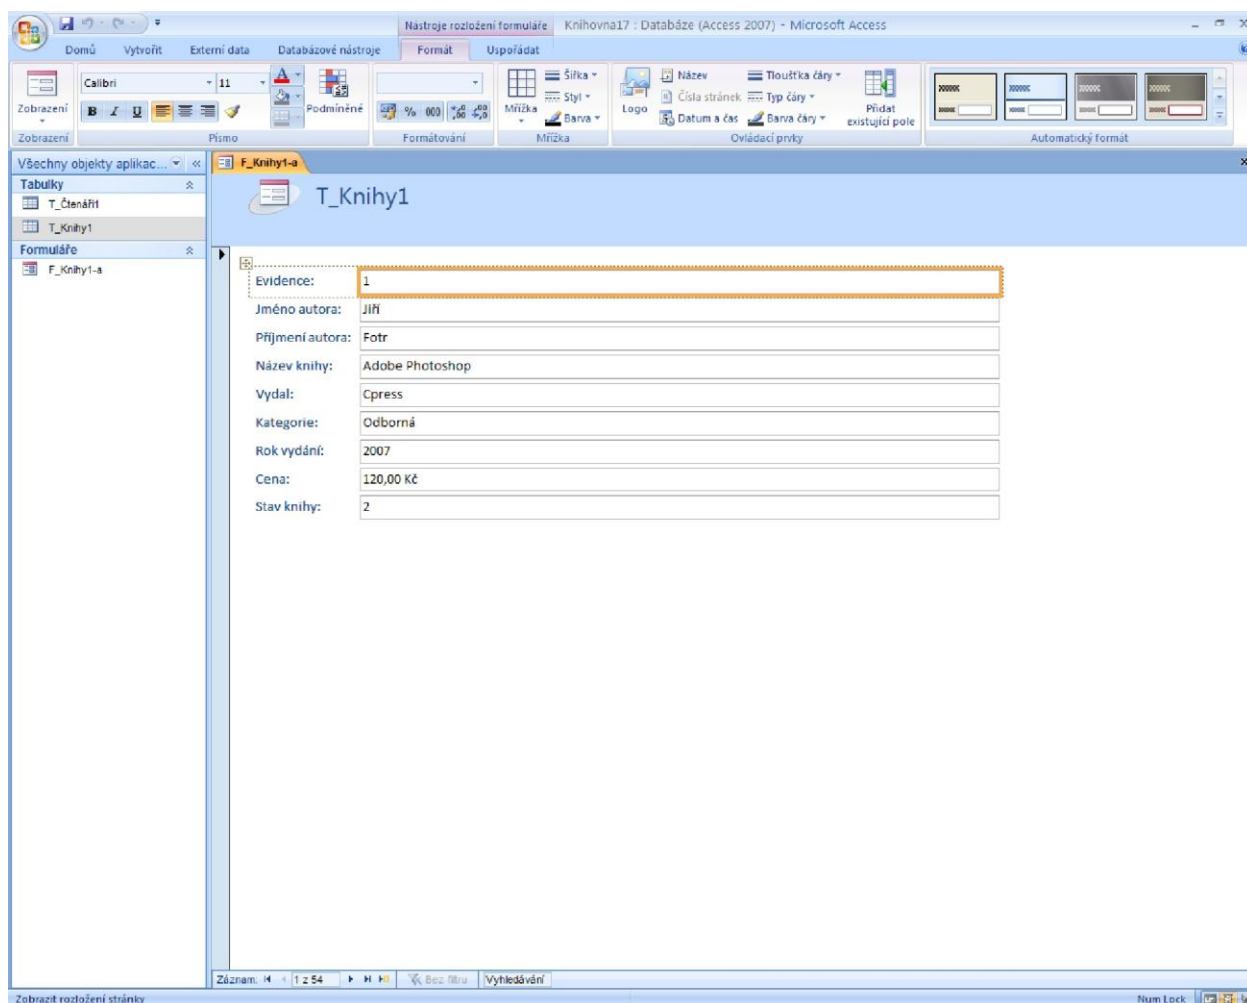 Nástroje rozložení formuláře Knihovna17 : Databáze (Access 2007) - Microsoft Access
Domů Vytvořit Externí data Databázové nástroje Formát Uspořádat
Zobrazení
Zobrazení
Calibri 11
B I U
Podmíněné
Písmo
% 000
Formátování
Mřížka
Šířka
Styl
Barva
Mřížka
Logo
Název
Čísla stránek
Datum a čas
Tloušťka čáry
Typ čáry
Barva čáry
Přidat
existující pole
Ovládací prvky
Automatický formát
Všechny objekty aplikac...
Tabulky
T_Čtenáři1
T_Knihy1
Formuláře
F_Knihy1-a
F_Knihy1-a
T_Knihy1
Evidence: 1
Jméno autora: Jiří
Příjmení autora: Fotr
Název knihy: Adobe Photoshop
Vydal: Cpress
Kategorie: Odborná
Rok vydání: 2007
Cena: 120,00 Kč
Stav knihy: 2
Záznam: 1 z 54 Bez filtru Vyhledávání
Zobrazit rozložení stránky Num Lock